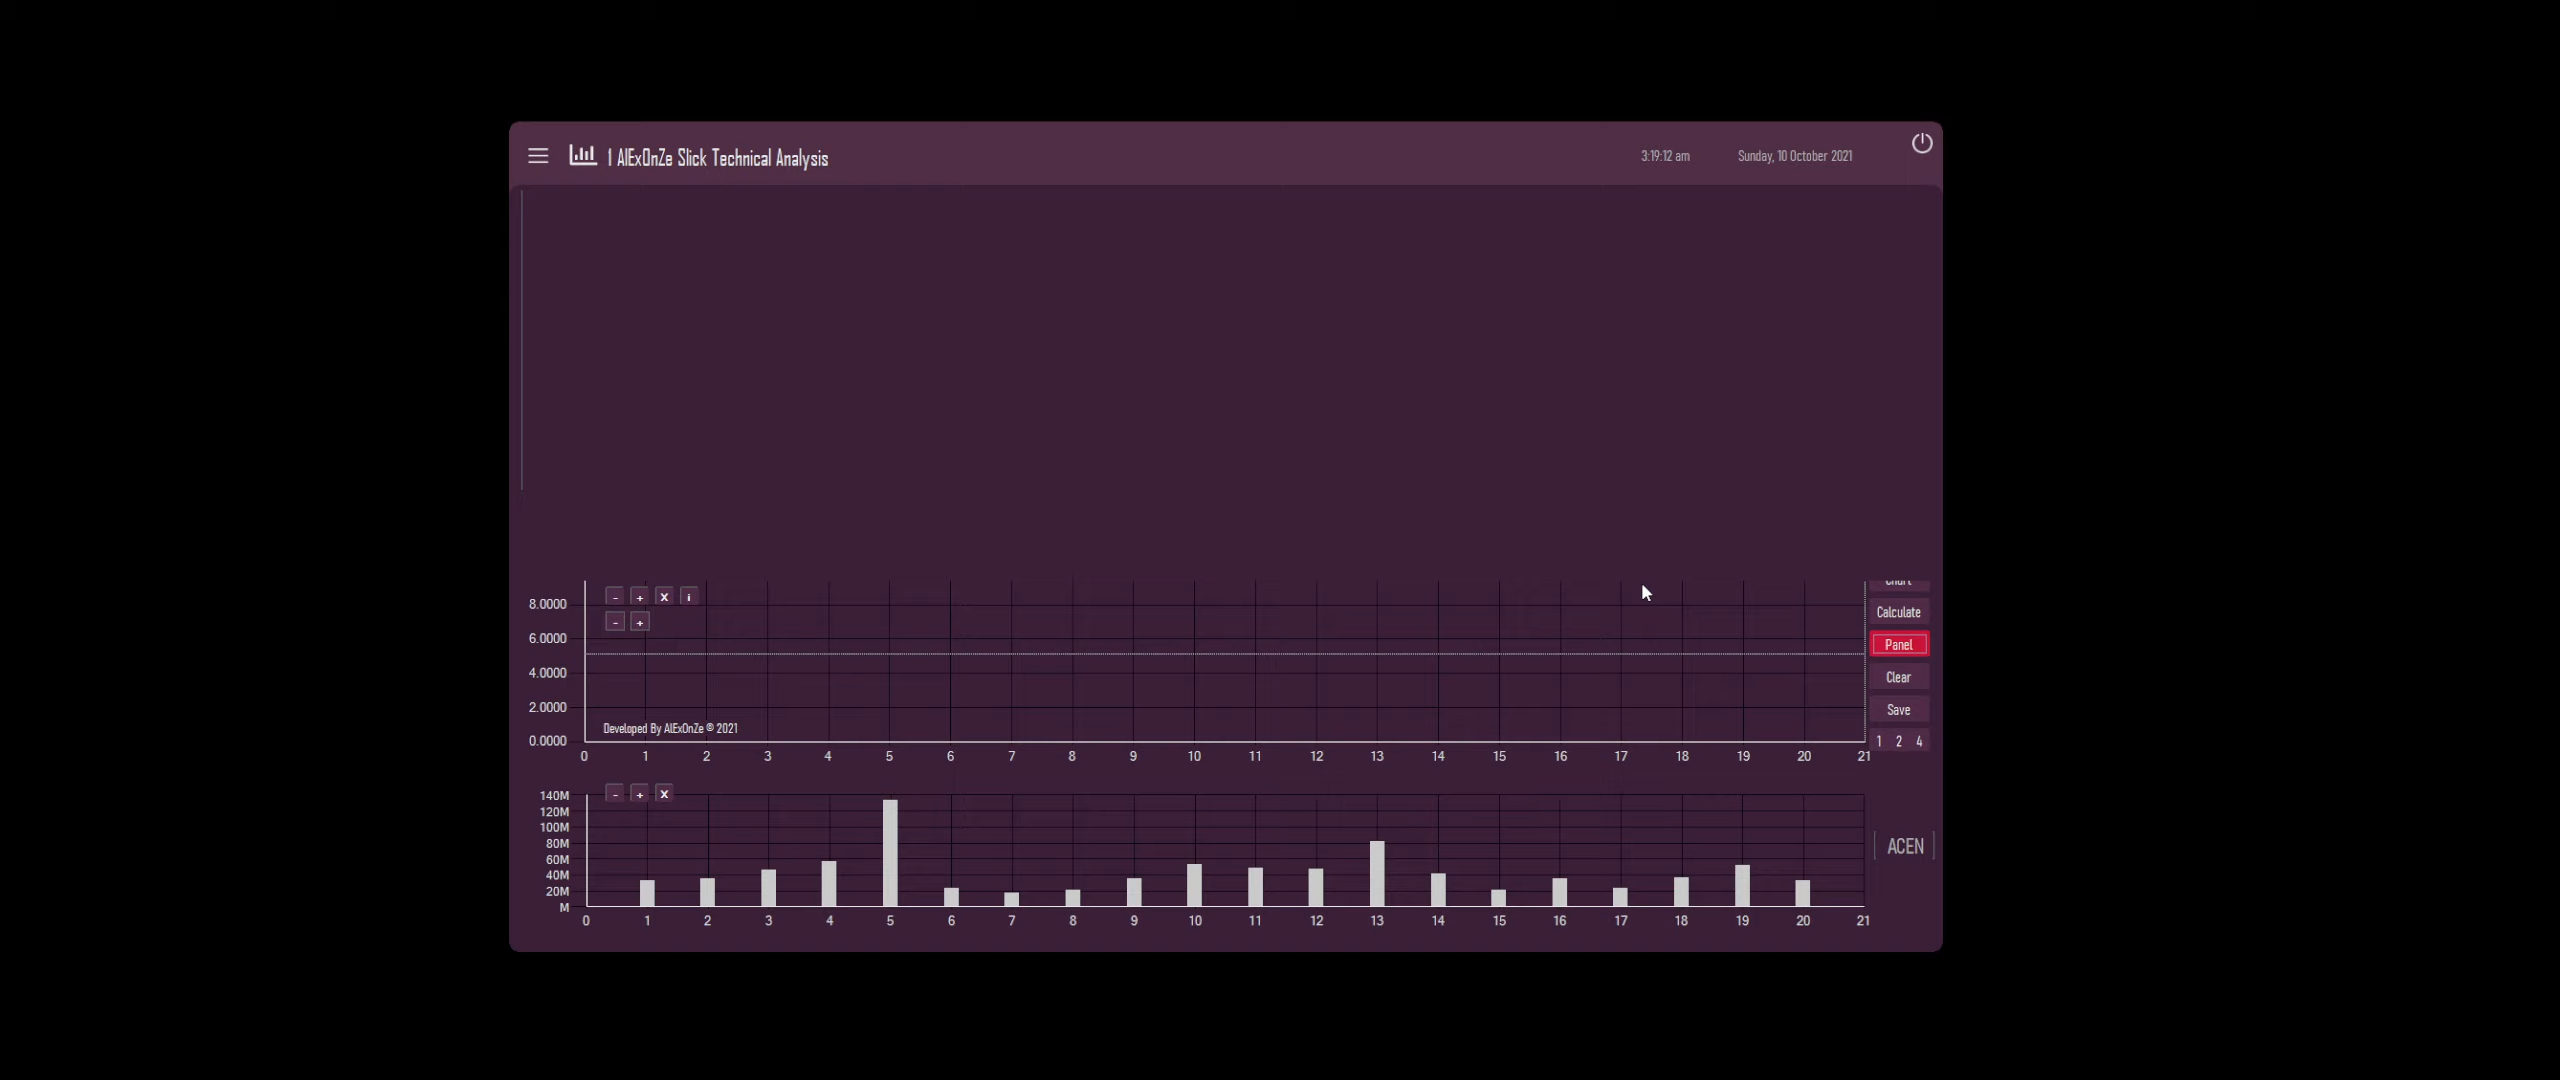 1 AlExOnZe Slick Technical Analysis
3:19:12 am
Sunday, 10 October 2021
- + X i
- +
8.0000
6.0000
4.0000
2.0000
0.0000
Developed By AlExOnZe © 2021
0 1 2 3 4 5 6 7 8 9 10 11 12 13 14 15 16 17 18 19 20 21
Chart
Calculate
Panel
Clear
Save
1 2 4
- + X
140M
120M
100M
80M
60M
40M
20M
M
0 1 2 3 4 5 6 7 8 9 10 11 12 13 14 15 16 17 18 19 20 21
ACEN